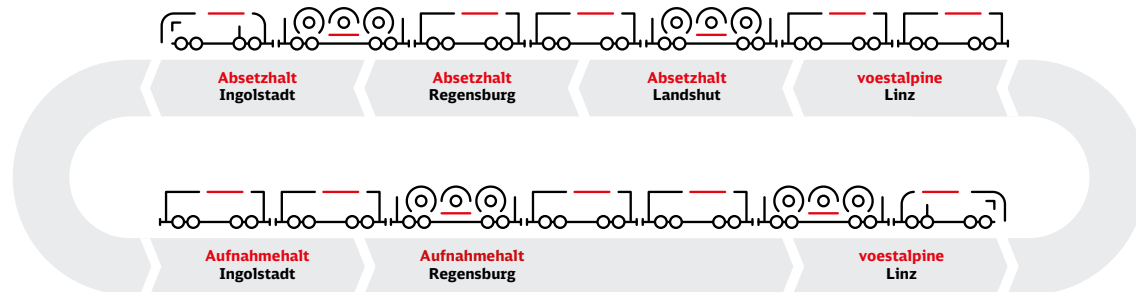 Absetzhalt
Ingolstadt
Absetzhalt
Regensburg
Absetzhalt
Landshut
voestalpine
Linz
Aufnahmehalt
Ingolstadt
Aufnahmehalt
Regensburg
voestalpine
Linz